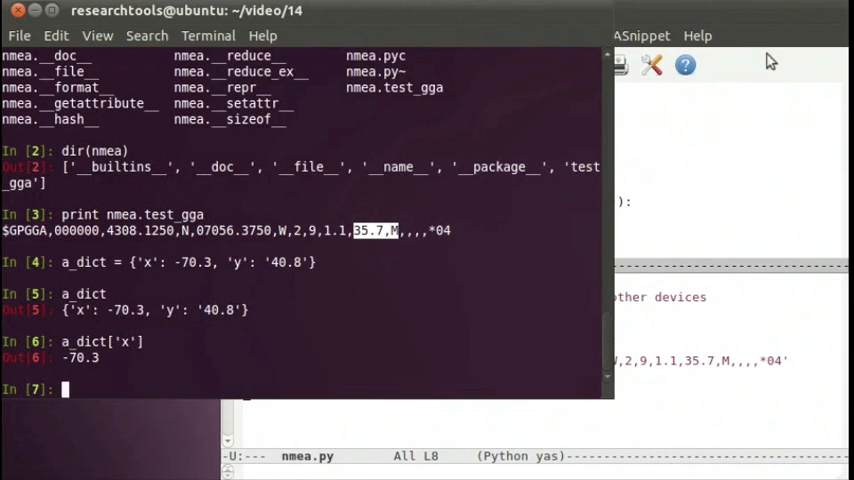 researchtools@ubuntu: ~/video/14
File Edit View Search Terminal Help
ASnippet Help
nmea.__doc__ nmea.__reduce__ nmea.pyc
nmea.__file__ nmea.__reduce_ex__ nmea.py~
nmea.__format__ nmea.__repr__ nmea.test_gga
nmea.__getattribute__ nmea.__setattr__
nmea.__hash__ nmea.__sizeof__
In [2]: dir(nmea)
Out[2]: ['__builtins__', '__doc__', '__file__', '__name__', '__package__', 'test
_gga']
In [3]: print nmea.test_gga
$GPGGA,000000,4308.1250,N,07056.3750,W,2,9,1.1,35.7,M,,,,*04
In [4]: a_dict = {'x': -70.3, 'y': '40.8'}
In [5]: a_dict
Out[5]: {'x': -70.3, 'y': '40.8'}
In [6]: a_dict['x']
Out[6]: -70.3
In [7]:
):
other devices
,2,9,1.1,35.7,M,,,,*04'
-U:--- nmea.py All L8 (Python yas)